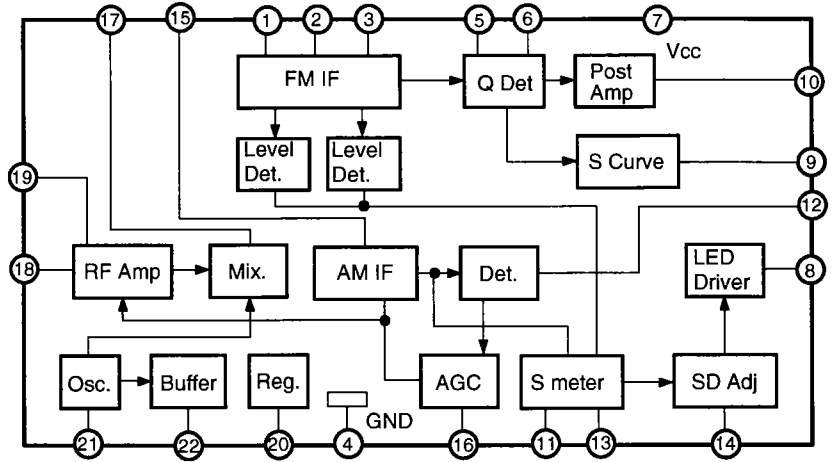 17
15
1
2
3
5
6
7
Vcc
FM IF
Q Det
Post
Amp
10
Level
Det.
Level
Det.
S Curve
9
19
12
18
RF Amp
Mix.
AM IF
Det.
LED
Driver
8
Osc.
Buffer
Reg.
GND
AGC
S meter
SD Adj
21
22
20
4
16
11
13
14